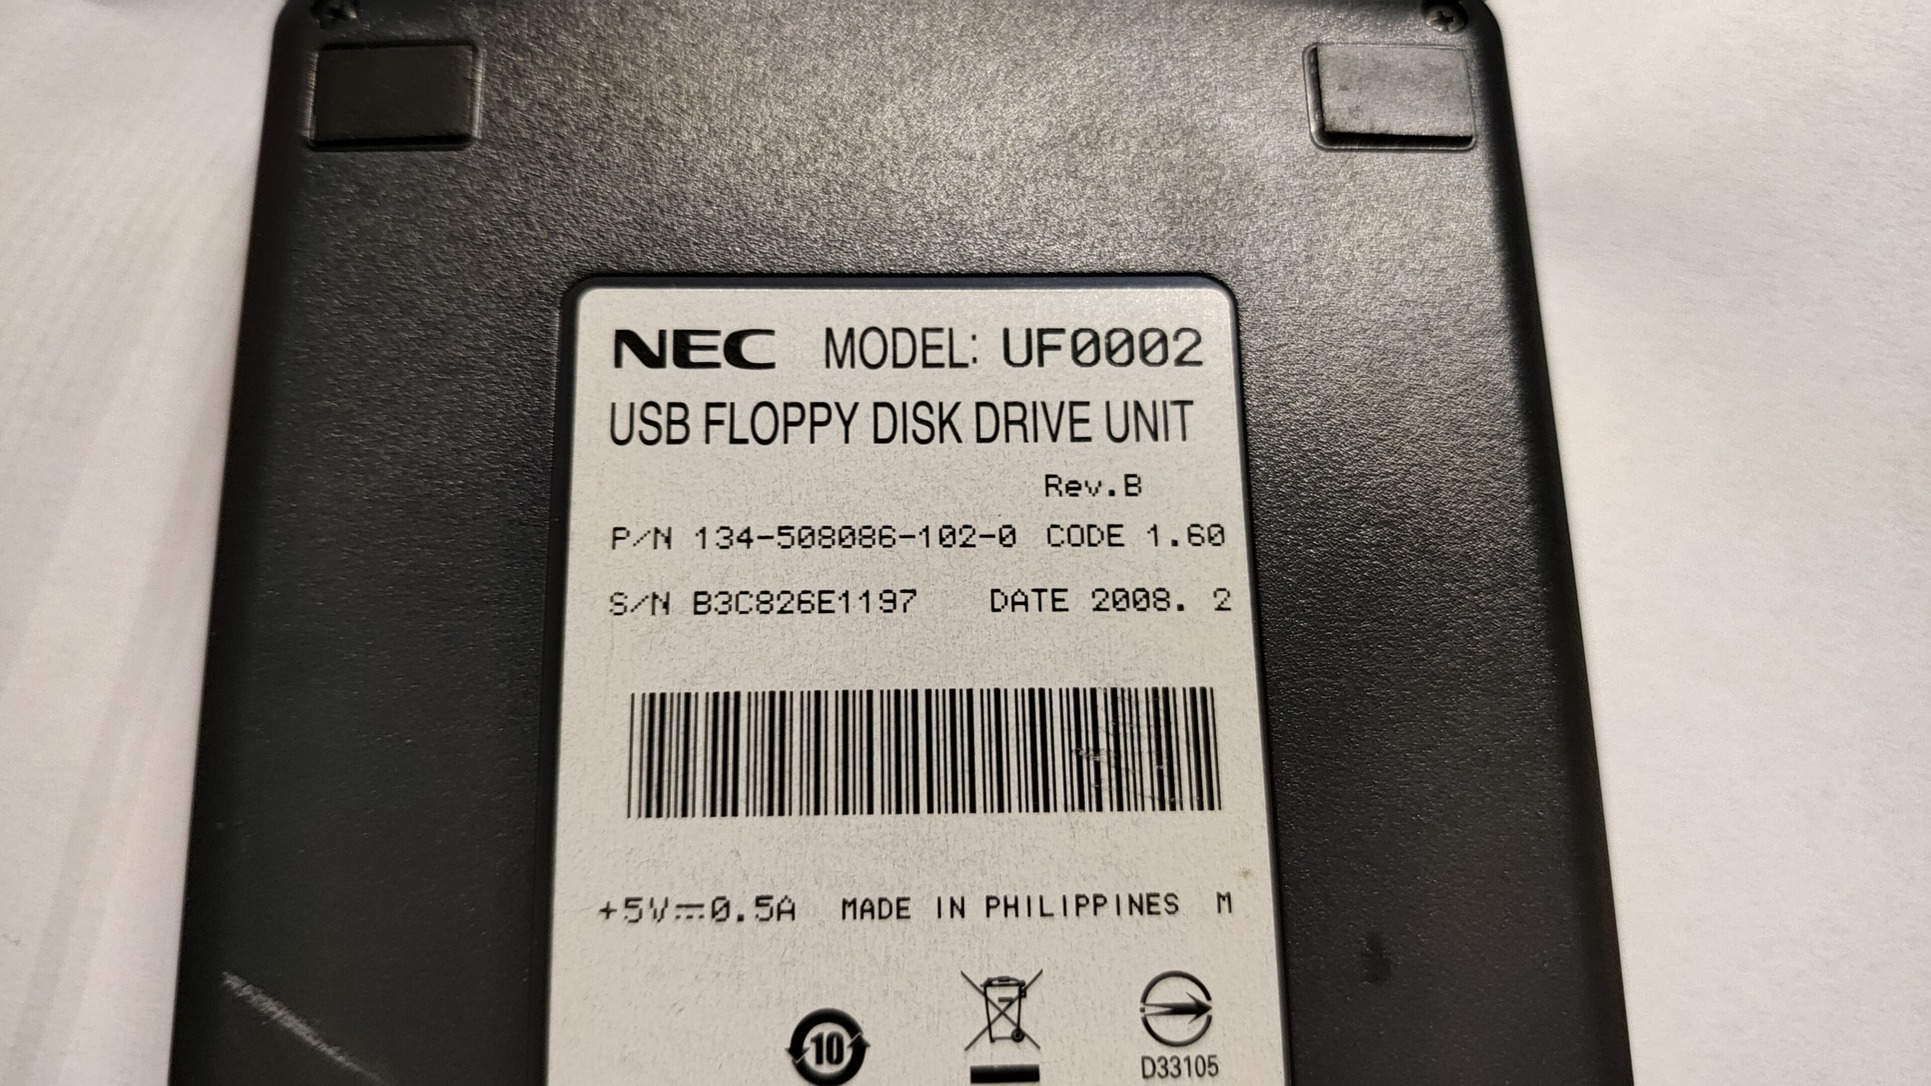 NEC MODEL: UF0002
USB FLOPPY DISK DRIVE UNIT
Rev.B
P/N 134-508086-102-0 CODE 1.60
S/N B3C826E1197 DATE 2008. 2
+5V⎓0.5A MADE IN PHILIPPINES M
10
D33105